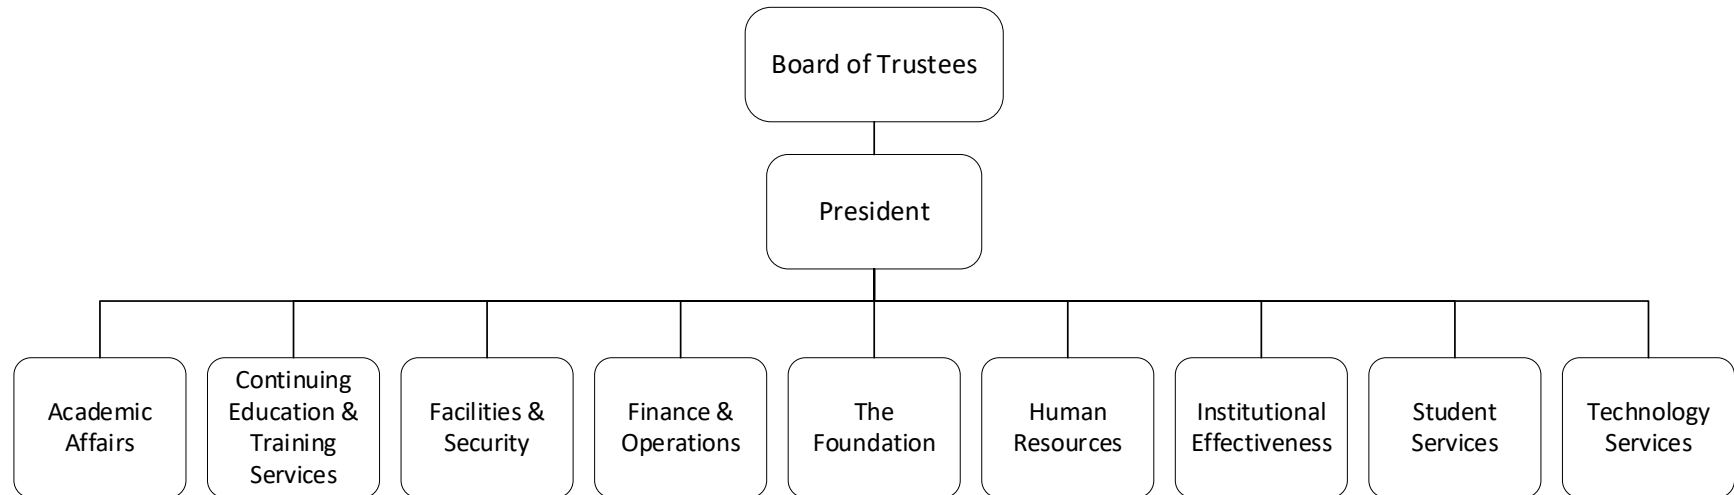 Board of Trustees
President
Academic
Affairs
Continuing
Education &
Training
Services
Facilities &
Security
Finance &
Operations
The
Foundation
Human
Resources
Institutional
Effectiveness
Student
Services
Technology
Services